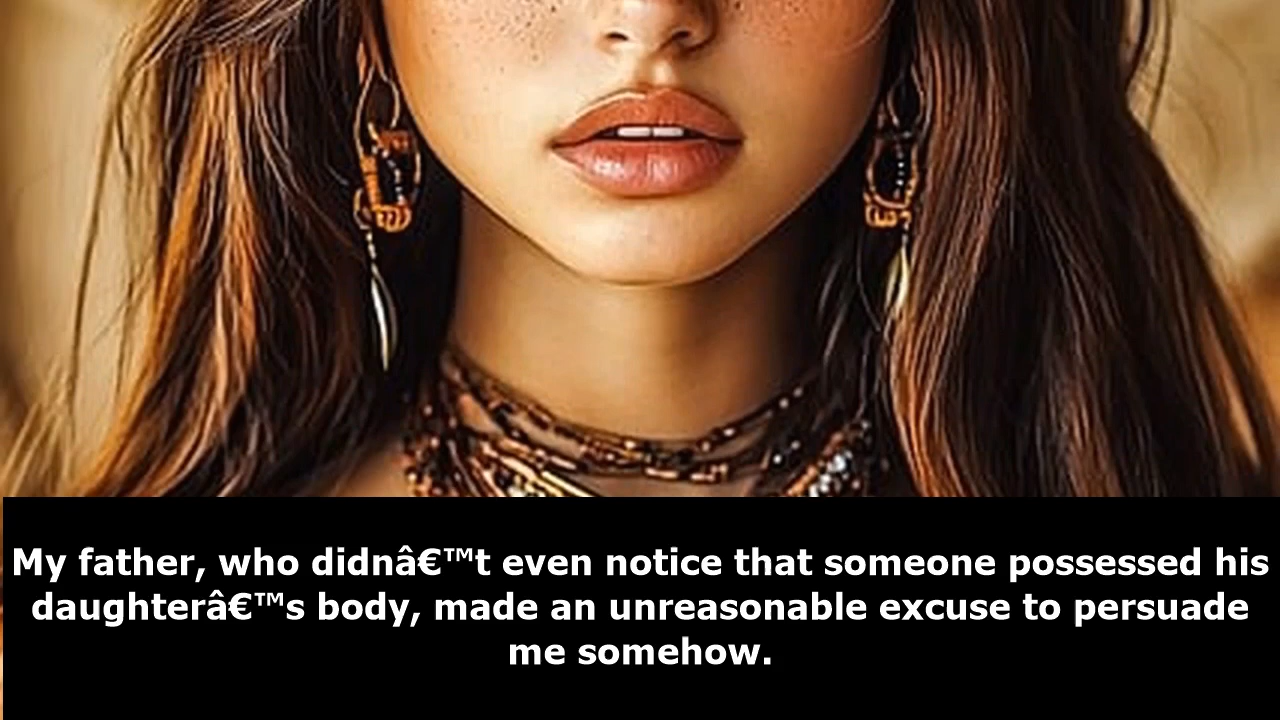 My father, who didnâ€™t even notice that someone possessed his
daughterâ€™s body, made an unreasonable excuse to persuade
me somehow.